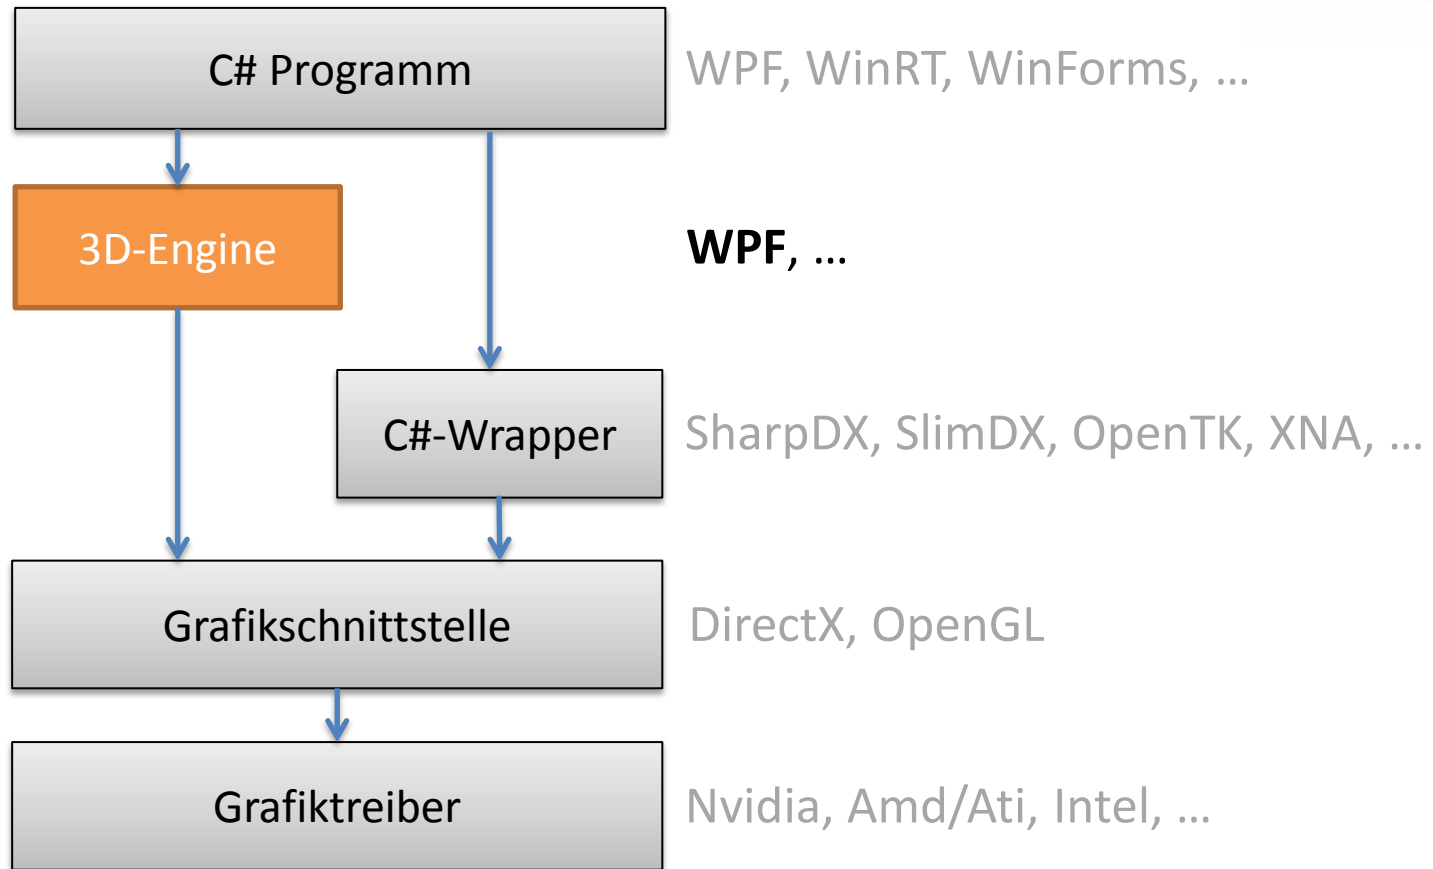 C# Programm
WPF, WinRT, WinForms, …
3D-Engine
WPF, …
C#-Wrapper
SharpDX, SlimDX, OpenTK, XNA, …
Grafikschnittstelle
DirectX, OpenGL
Grafiktreiber
Nvidia, Amd/Ati, Intel, …